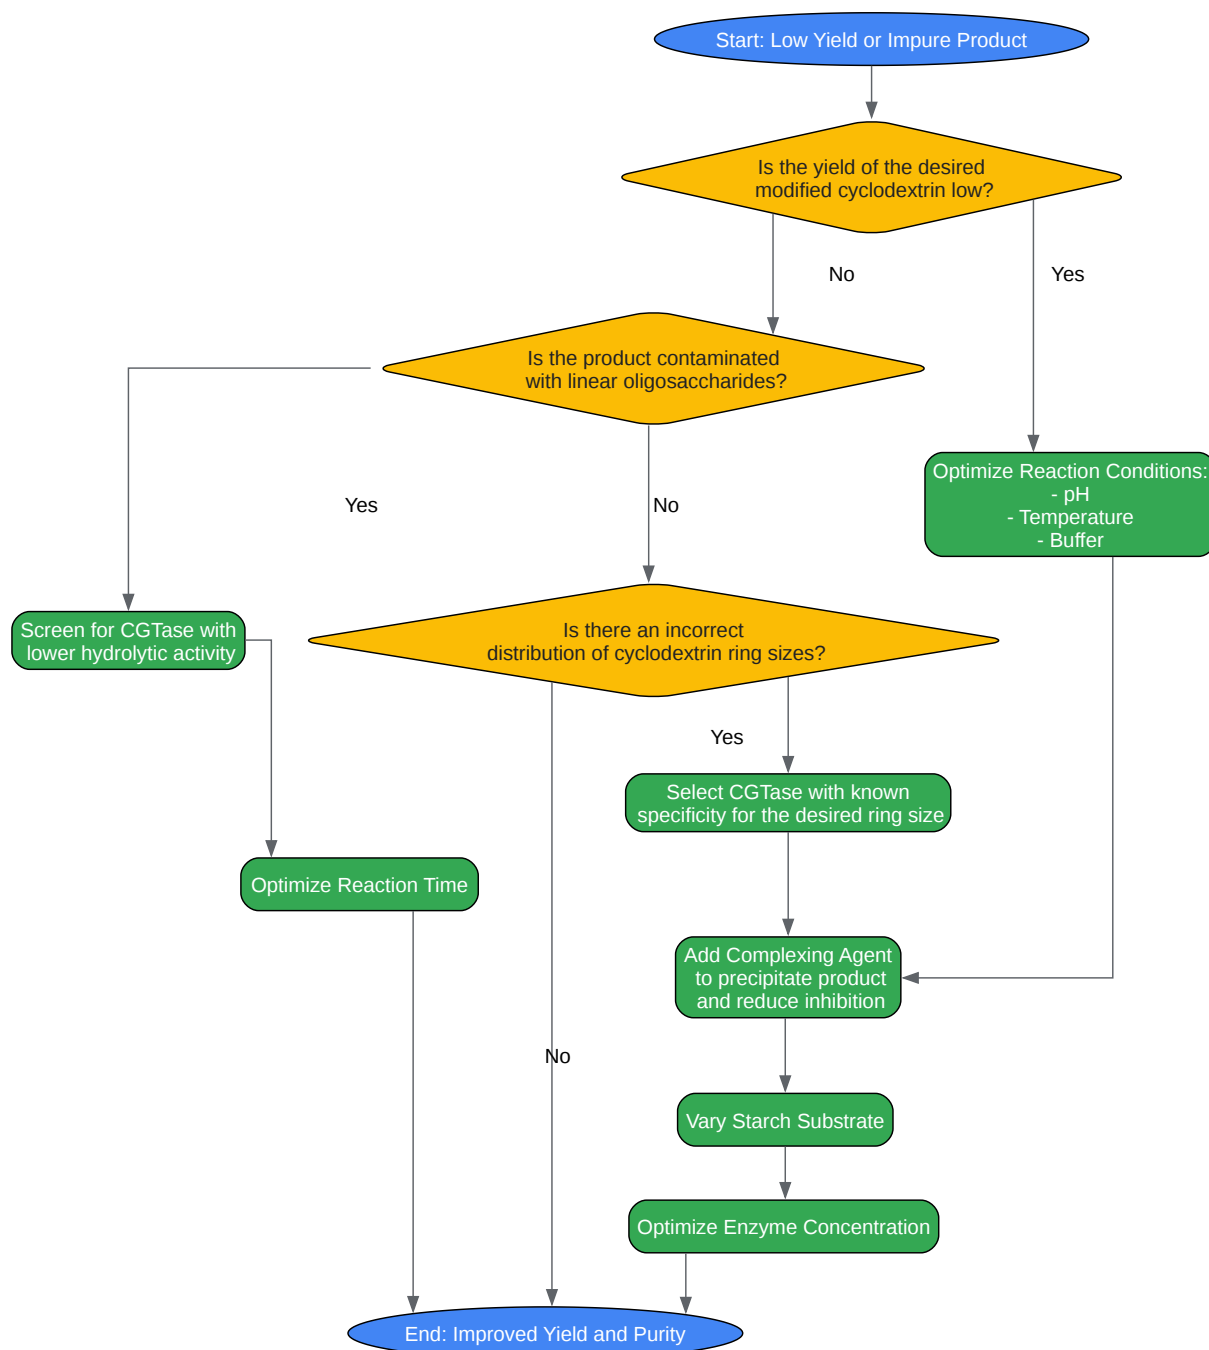 Start: Low Yield or Impure Product
Is the yield of the desired
modified cyclodextrin low?
No
Yes
Is the product contaminated
with linear oligosaccharides?
Optimize Reaction Conditions:
- pH
- Temperature
- Buffer
Yes
No
Screen for CGTase with
lower hydrolytic activity
Is there an incorrect
distribution of cyclodextrin ring sizes?
Yes
Select CGTase with known
specificity for the desired ring size
Optimize Reaction Time
Add Complexing Agent
to precipitate product
and reduce inhibition
No
Vary Starch Substrate
Optimize Enzyme Concentration
End: Improved Yield and Purity